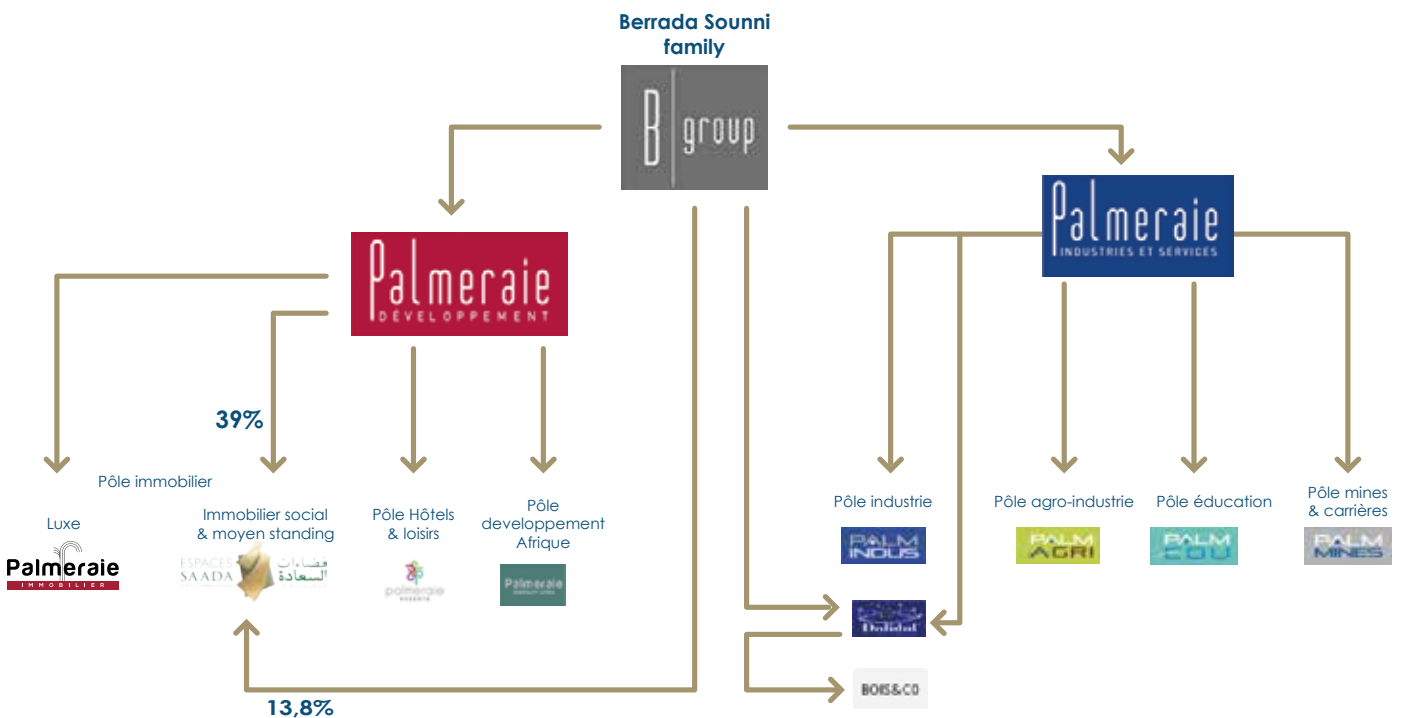 Berrada Sounni
family
B group
Palmeraie
INDUSTRIES ET SERVICES
Palmeraie
DÉVELOPPEMENT
39%
Pôle immobilier
Luxe
Palmeraie
IMMOBILIER
Immobilier social
& moyen standing
ESPACES
SAADA
فضاءات
السعادة
Pôle Hôtels
& loisirs
palmeraie
Pôle
developpement
Afrique
Palmeraie
Pôle industrie
PALM
INDUS
Pôle agro-industrie
PALM
AGRI
Pôle éducation
PALM
EDU
Pôle mines
& carrières
PALM
MINES
BOIS&CO
13,8%